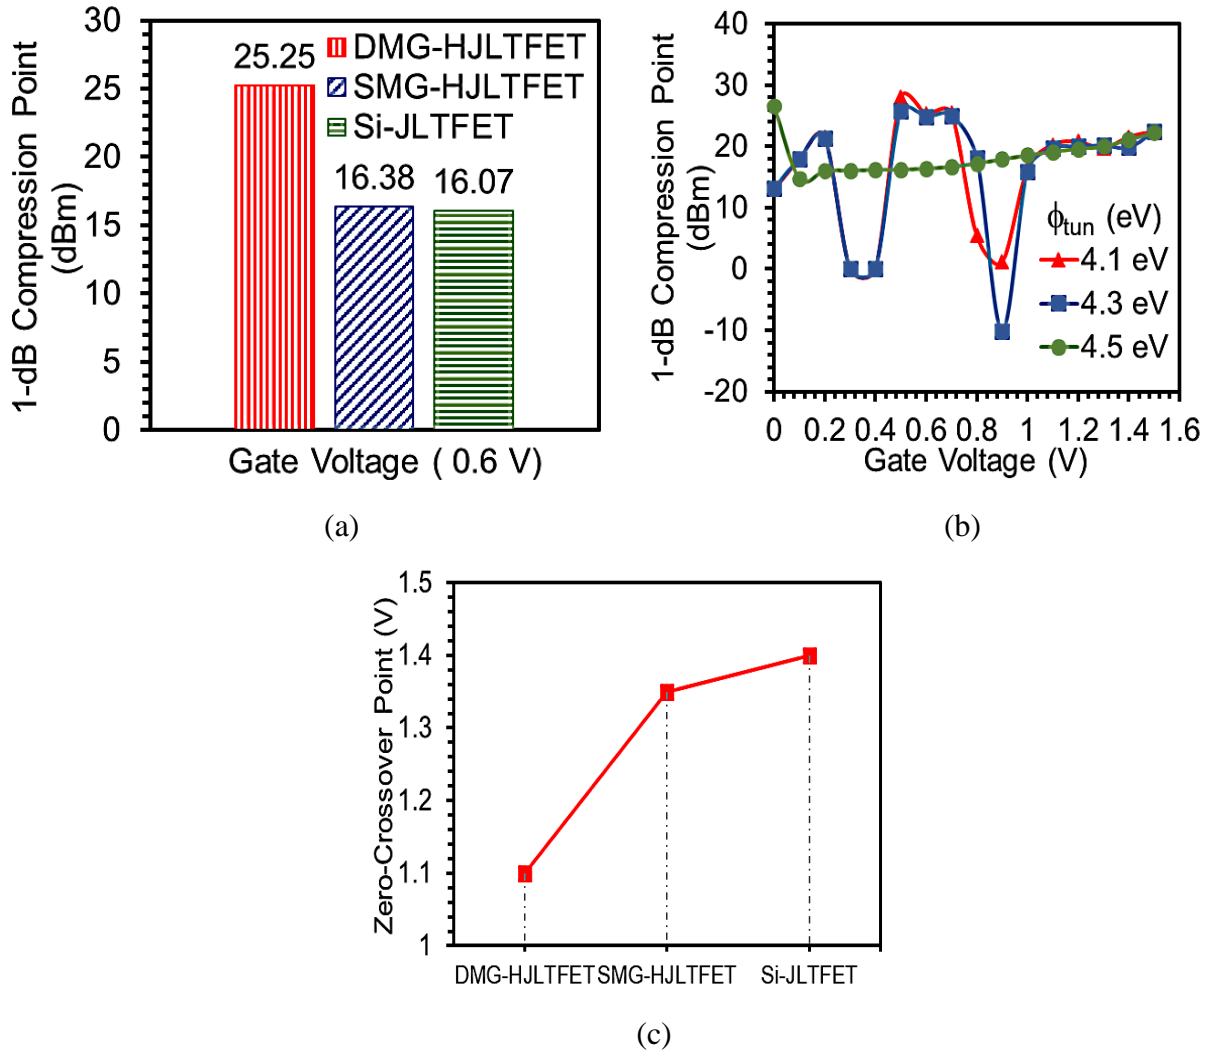 1-dB Compression Point
(dBm)
30
25
20
15
10
5
0
25.25
16.38
16.07
DMG-HJLTFET
SMG-HJLTFET
Si-JLTFET
Gate Voltage ( 0.6 V)
(a)
1-dB Compression Point
(dBm)
40
30
20
10
0
-10
-20
ϕtun (eV)
4.1 eV
4.3 eV
4.5 eV
0 0.2 0.4 0.6 0.8 1 1.2 1.4 1.6
Gate Voltage (V)
(b)
Zero-Crossover Point (V)
1.5
1.4
1.3
1.2
1.1
1
DMG-HJLTFET SMG-HJLTFET Si-JLTFET
(c)